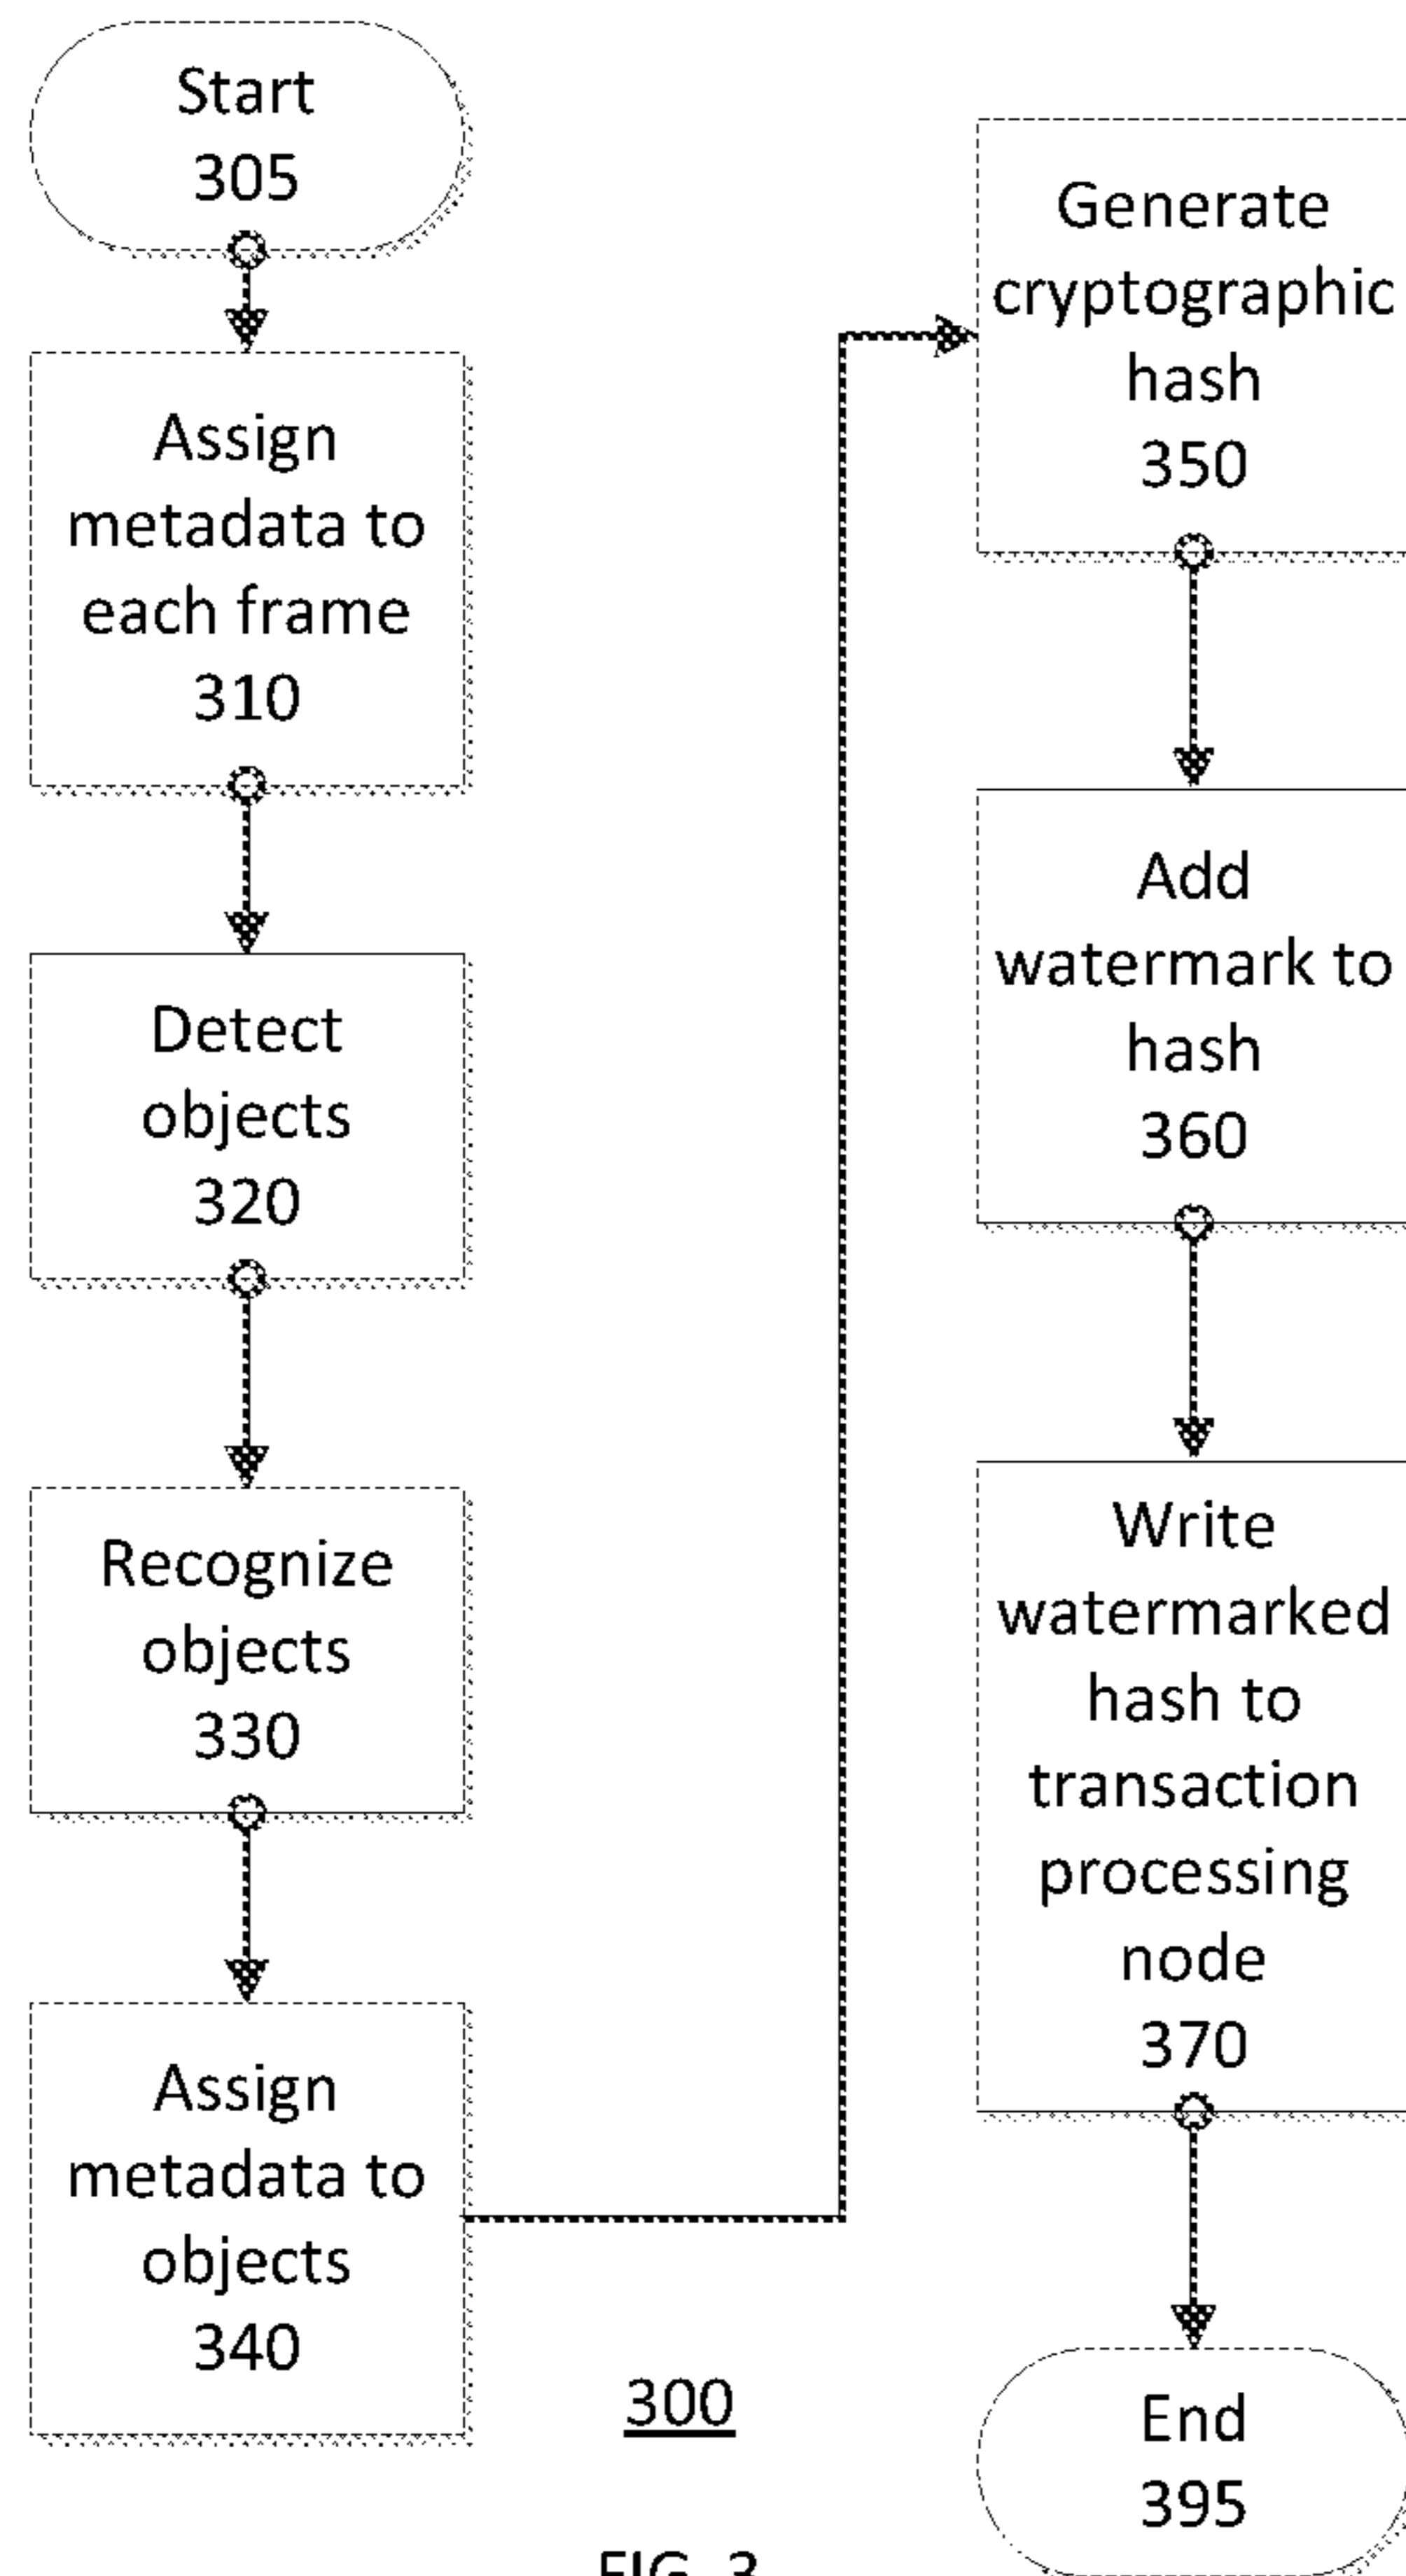 Start
305
Assign
metadata to
each frame
310
Detect
objects
320
Recognize
objects
330
Assign
metadata to
objects
340
Generate
cryptographic
hash
350
Add
watermark to
hash
360
Write
watermarked
hash to
transaction
processing
node
370
End
395
300
FIG. 3